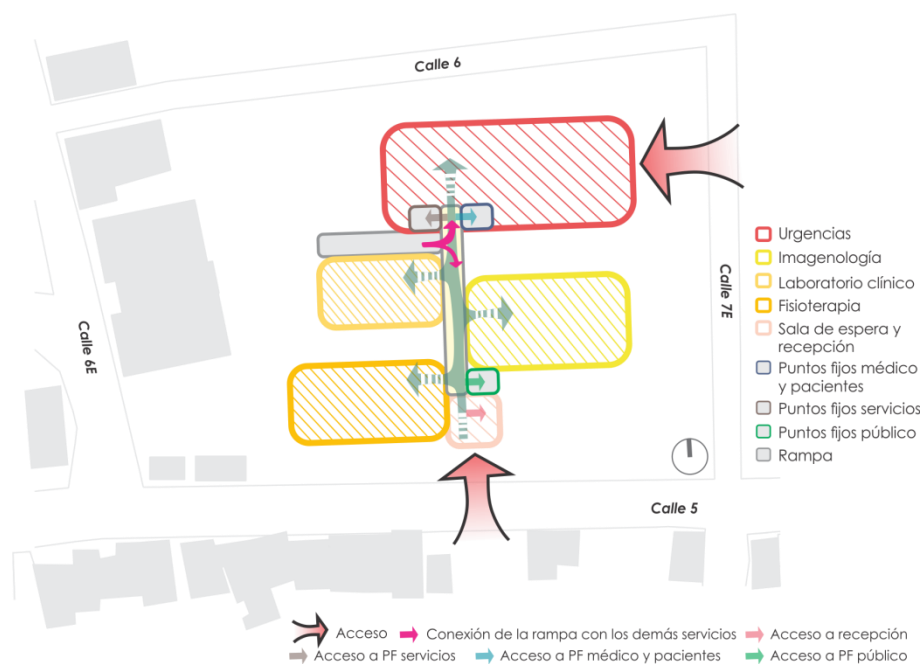 Calle 6
Calle 7E
Calle 6E
Calle 5
Urgencias
Imagenología
Laboratorio clínico
Fisioterapia
Sala de espera y
recepción
Puntos fijos médico
y pacientes
Puntos fijos servicios
Puntos fijos público
Rampa
Acceso
Conexión de la rampa con los demás servicios
Acceso a recepción
Acceso a PF servicios
Acceso a PF médico y pacientes
Acceso a PF público